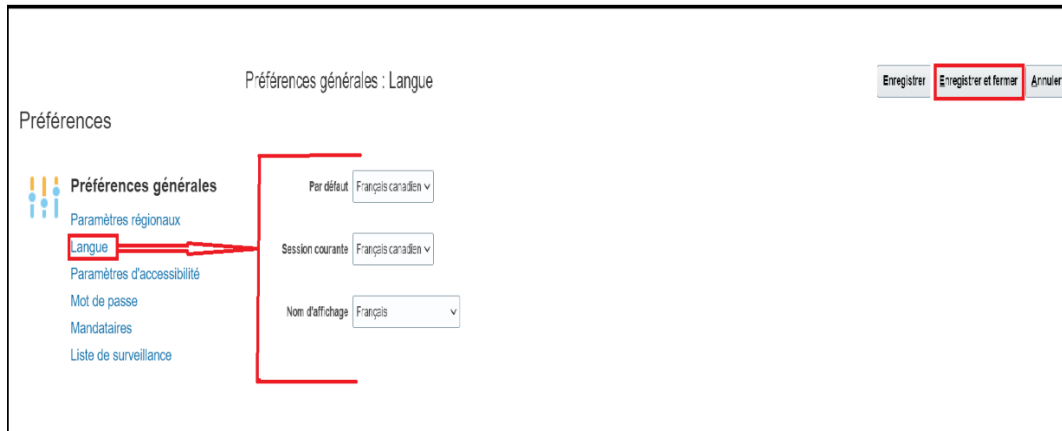 Préférences générales : Langue
Enregistrer Enregistrer et fermer Annuler
Préférences
Préférences générales
Paramètres régionaux
Langue
Paramètres d'accessibilité
Mot de passe
Mandataires
Liste de surveillance
Par défaut Français canadien
Session courante Français canadien
Nom d'affichage Français